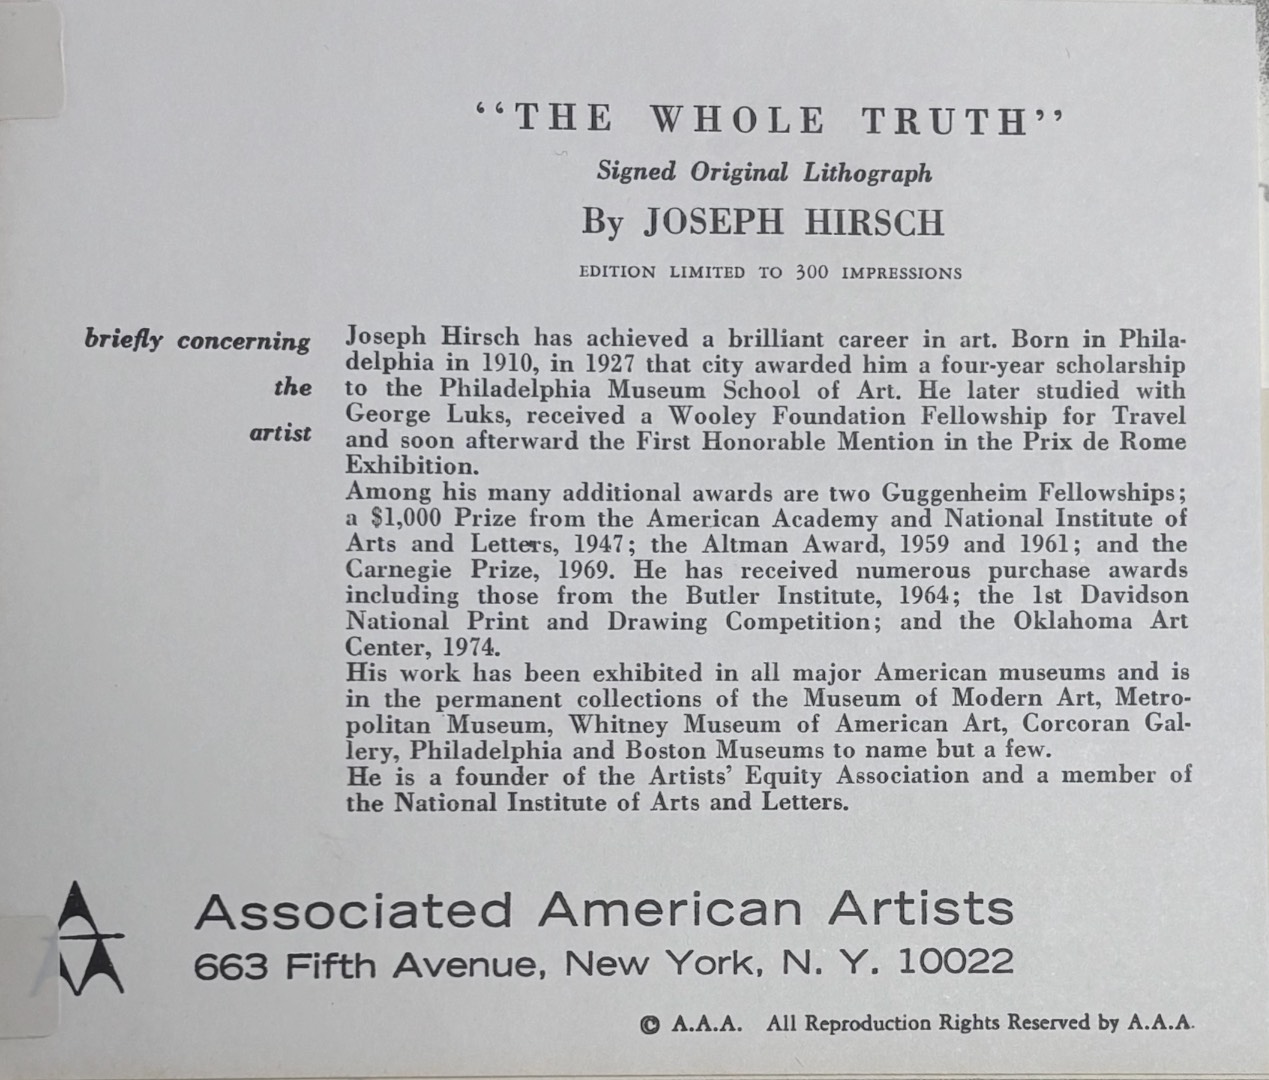 ‘‘THE WHOLE TRUTH’’
Signed Original Lithograph
By JOSEPH HIRSCH
EDITION LIMITED TO 300 IMPRESSIONS
briefly concerning
the
artist
Joseph Hirsch has achieved a brilliant career in art. Born in Phila-
delphia in 1910, in 1927 that city awarded him a four-year scholarship
to the Philadelphia Museum School of Art. He later studied with
George Luks, received a Wooley Foundation Fellowship for Travel
and soon afterward the First Honorable Mention in the Prix de Rome
Exhibition.
Among his many additional awards are two Guggenheim Fellowships;
a $1,000 Prize from the American Academy and National Institute of
Arts and Letters, 1947; the Altman Award, 1959 and 1961; and the
Carnegie Prize, 1969. He has received numerous purchase awards
including those from the Butler Institute, 1964; the 1st Davidson
National Print and Drawing Competition; and the Oklahoma Art
Center, 1974.
His work has been exhibited in all major American museums and is
in the permanent collections of the Museum of Modern Art, Metro-
politan Museum, Whitney Museum of American Art, Corcoran Gal-
lery, Philadelphia and Boston Museums to name but a few.
He is a founder of the Artists’ Equity Association and a member of
the National Institute of Arts and Letters.
Associated American Artists
663 Fifth Avenue, New York, N. Y. 10022
© A.A.A. All Reproduction Rights Reserved by A.A.A.